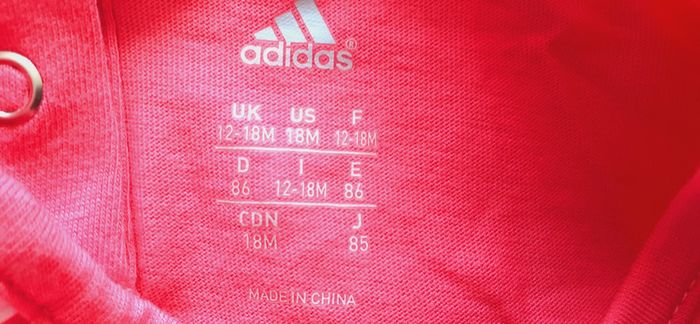 adidas®
UK US F
12-18M 18M 12-18M
D I E
86 12-18M 86
CDN J
18M 85
MADE IN CHINA